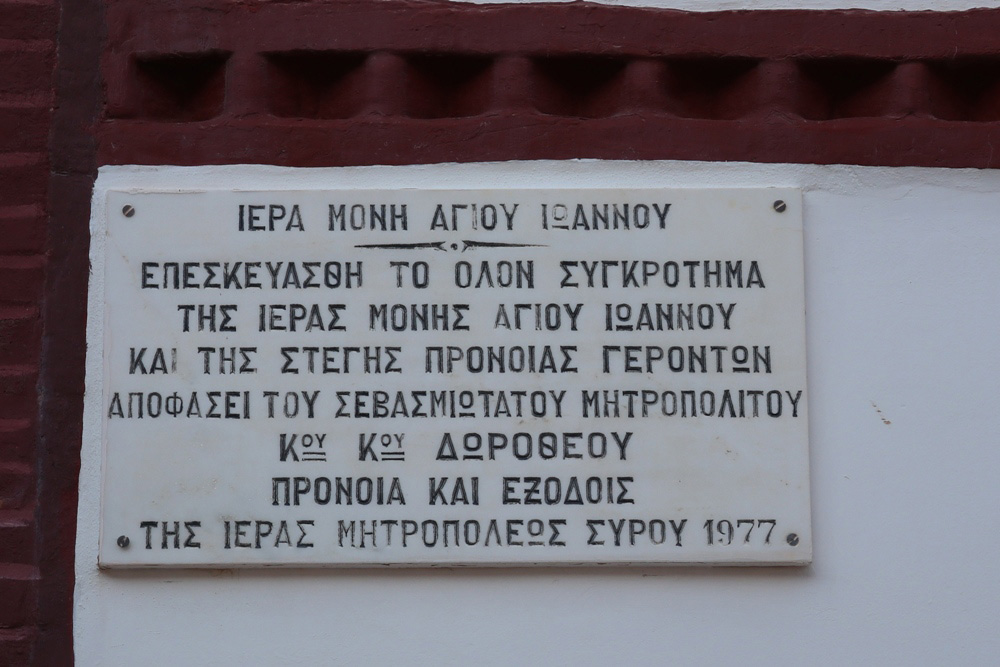 ΙΕΡΑ ΜΟΝΗ ΑΓΙΟΥ ΙΩΑΝΝΟΥ
ΕΠΕΣΚΕΥΑΣΘΗ ΤΟ ΟΛΟΝ ΣΥΓΚΡΟΤΗΜΑ
ΤΗΣ ΙΕΡΑΣ ΜΟΝΗΣ ΑΓΙΟΥ ΙΩΑΝΝΟΥ
ΚΑΙ ΤΗΣ ΣΤΕΓΗΣ ΠΡΟΝΟΙΑΣ ΓΕΡΟΝΤΩΝ
ΑΠΟΦΑΣΕΙ ΤΟΥ ΣΕΒΑΣΜΙΩΤΑΤΟΥ ΜΗΤΡΟΠΟΛΙΤΟΥ
ΚΟΥ ΚΟΥ ΔΩΡΟΘΕΟΥ
ΠΡΟΝΟΙΑ ΚΑΙ ΕΞΟΔΟΙΣ
ΤΗΣ ΙΕΡΑΣ ΜΗΤΡΟΠΟΛΕΩΣ ΣΥΡΟΥ 1977